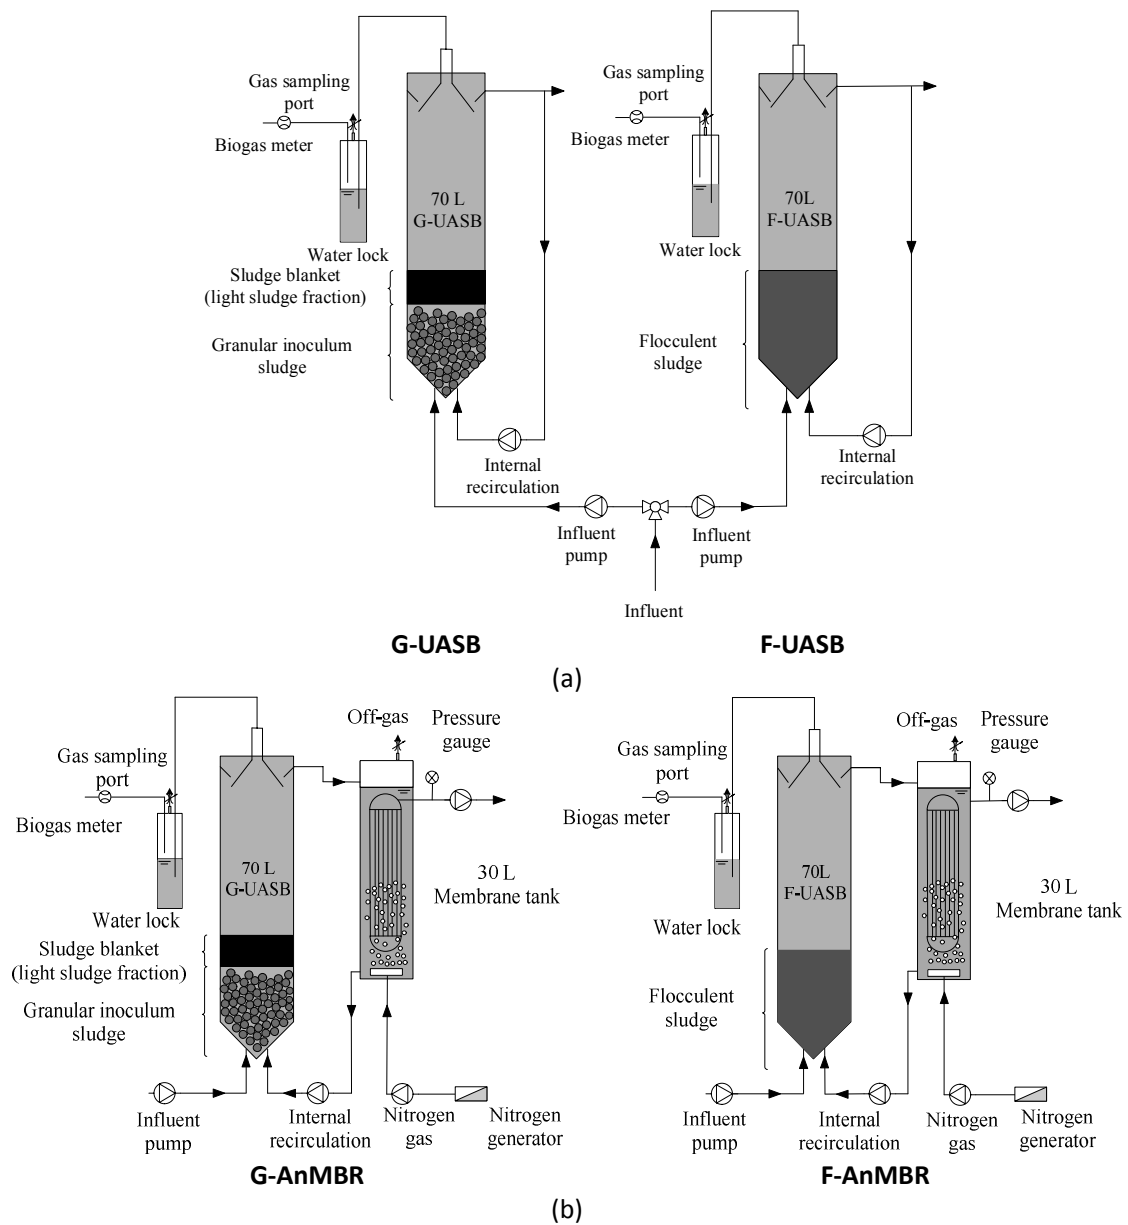 Gas sampling
port
Biogas meter
70 L
G-UASB
Water lock
Sludge blanket
(light sludge fraction)
Granular inoculum
sludge
Internal
recirculation
Gas sampling
port
Biogas meter
70L
F-UASB
Water lock
Flocculent
sludge
Internal
recirculation
Influent
pump
Influent
pump
Influent
G-UASB
F-UASB
(a)
Gas sampling
port
Biogas meter
Off-gas
Pressure
gauge
70 L
G-UASB
30 L
Membrane tank
Water lock
Sludge blanket
(light sludge fraction)
Granular inoculum
sludge
Influent
pump
Internal
recirculation
Nitrogen
gas
Nitrogen
generator
G-AnMBR
Gas sampling
port
Biogas meter
Off-gas
Pressure
gauge
70L
F-UASB
30 L
Membrane tank
Water lock
Flocculent
sludge
Influent
pump
Internal
recirculation
Nitrogen
gas
Nitrogen
generator
F-AnMBR
(b)